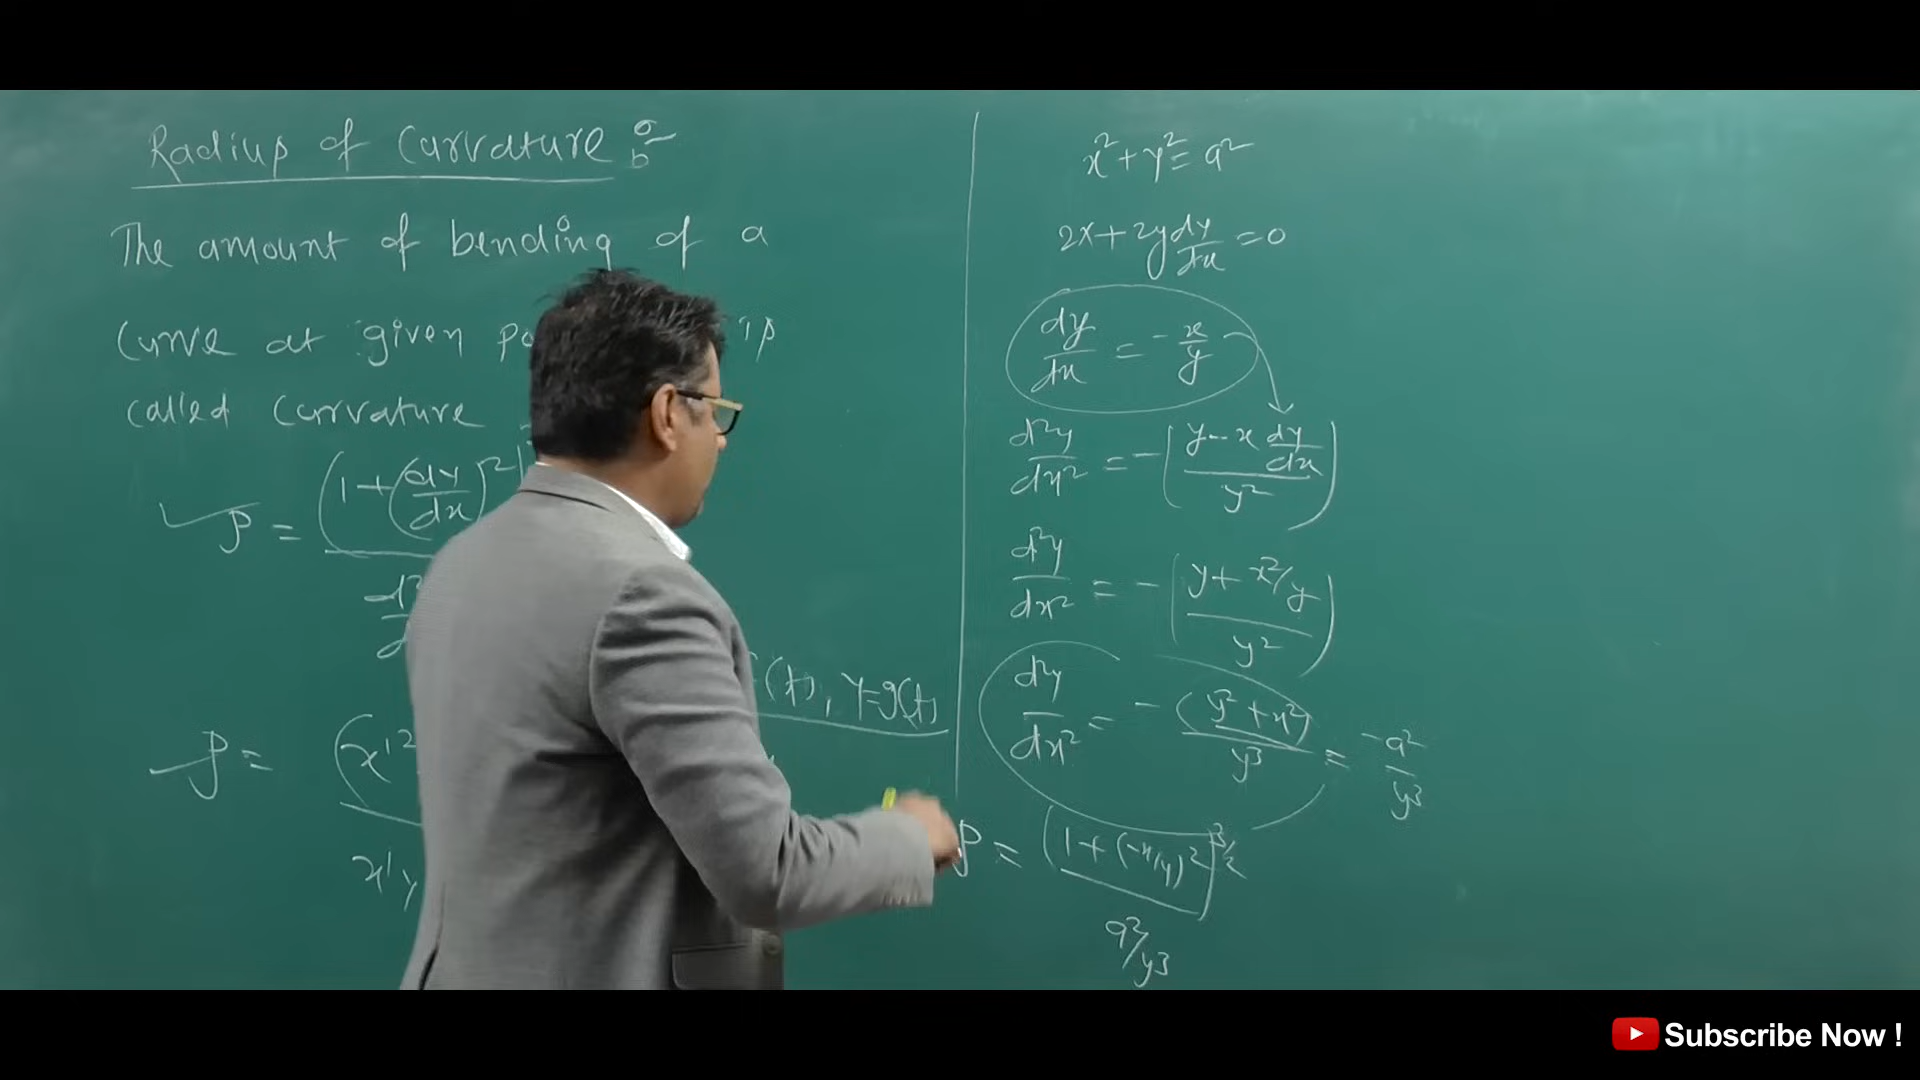 Radius of Curvature :-
The amount of bending of a
Curve at given
called Curvature
ρ = (1+(dy/dx)²)
ρ = (x'²
x'y
(t), y=g(t)
x²+y²=a²
2x+2y dy/dx =0
dy/dx = -x/y
d²y/dx² = -((y-x dy/dx)/y²)
d²y/dx² = -((y+x²/y)/y²)
d²y/dx² = -(y²+x²)/y³ = -a²/y³
ρ = [1+(-x/y)²]^3/2
a²/y³
Subscribe Now !